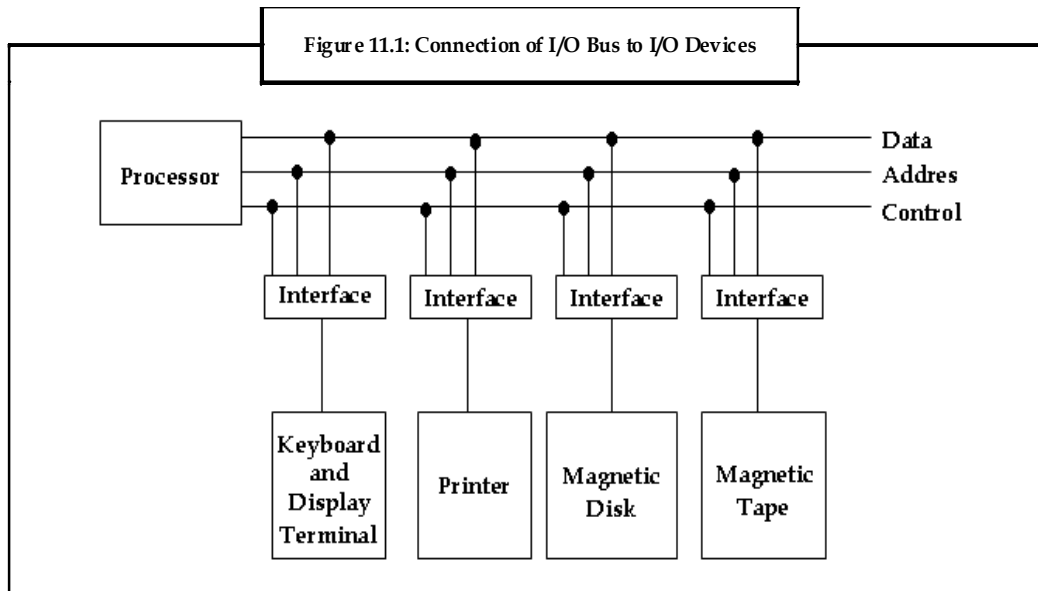 Figure 11.1: Connection of I/O Bus to I/O Devices
Processor
Data
Addres
Control
Interface
Interface
Interface
Interface
Keyboard
and
Display
Terminal
Printer
Magnetic
Disk
Magnetic
Tape